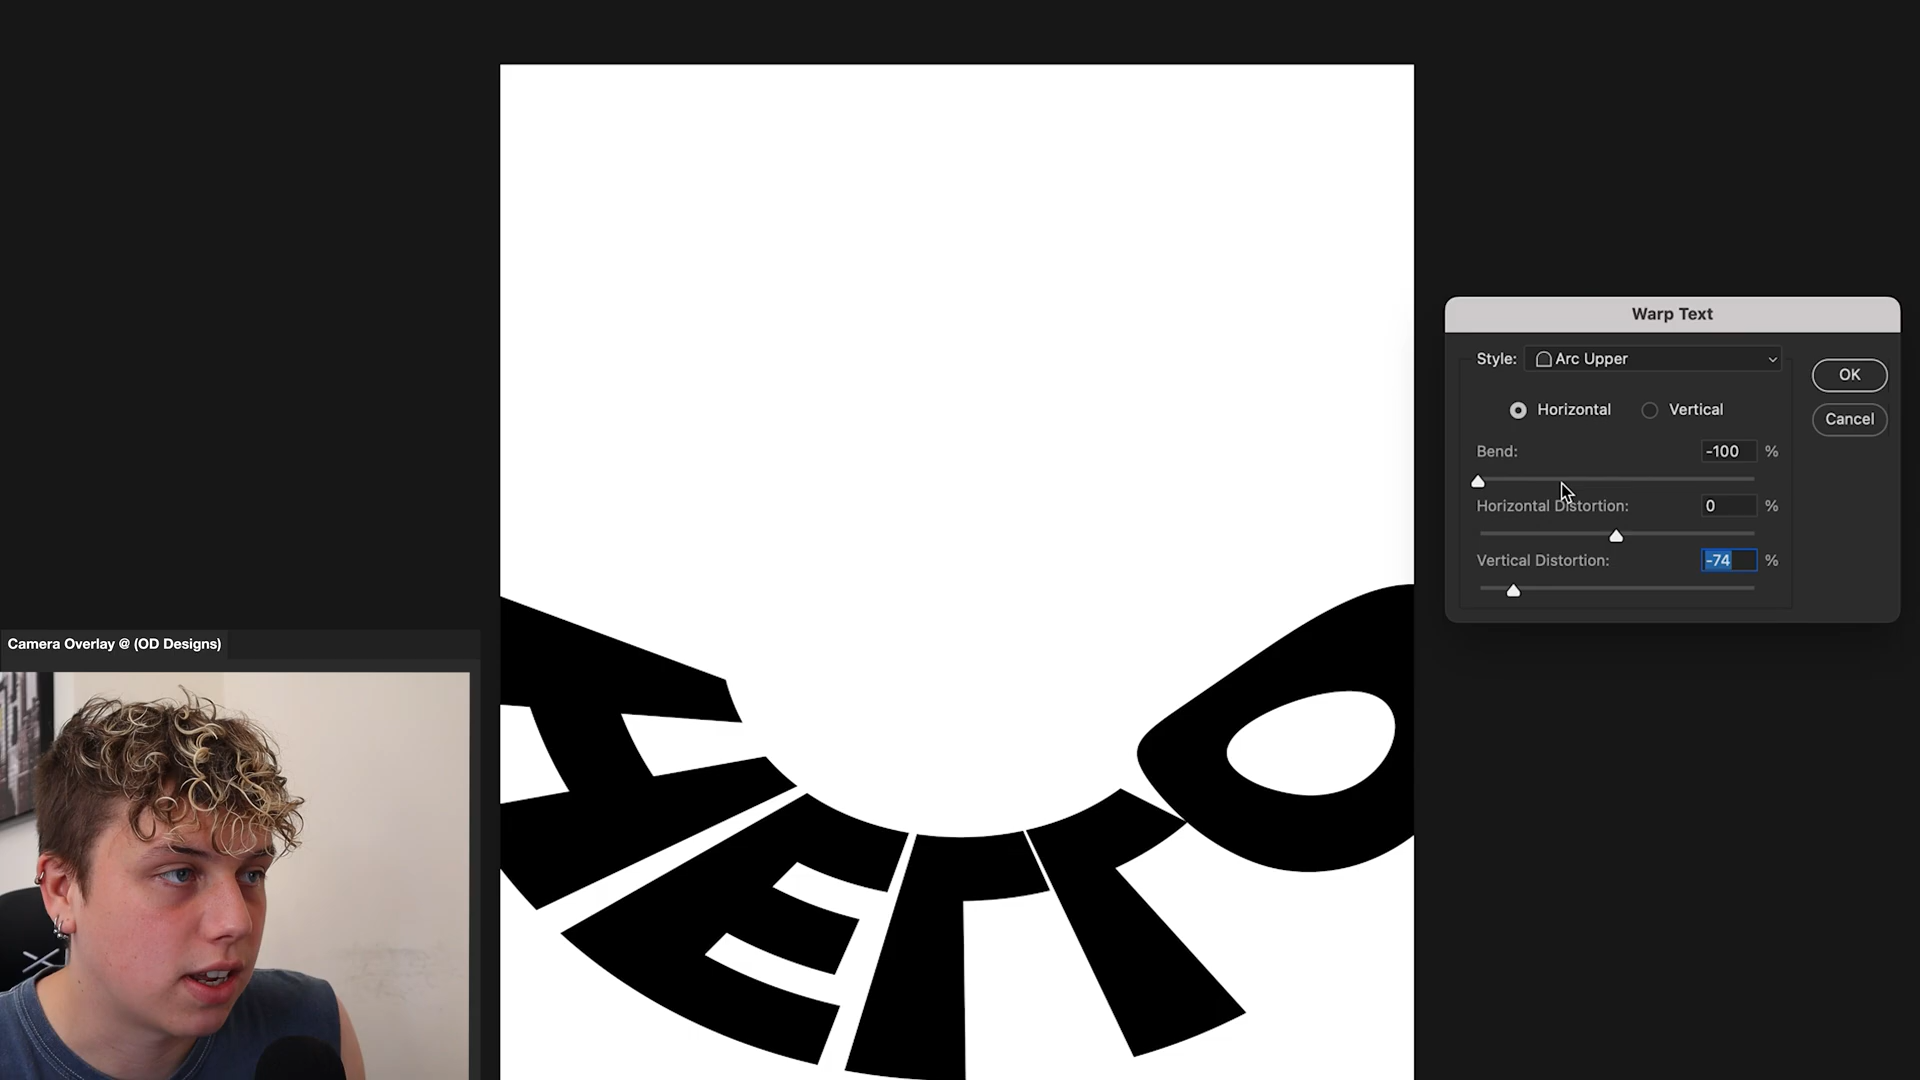 Warp Text
Style: Arc Upper
OK
Horizontal Vertical
Cancel
Bend: -100 %
Horizontal Distortion: 0 %
Vertical Distortion: -74 %
HELLO
Camera Overlay @ (OD Designs)